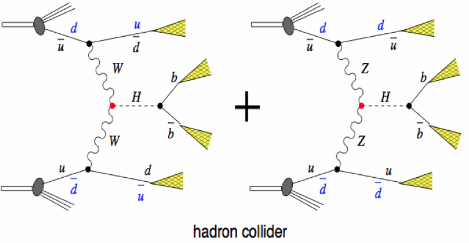 d u
ū d̄
W
b
H
b̄
W
u d
d̄ ū
+
d d
ū ū
Z
b
H
b̄
Z
u u
d̄ d̄
hadron collider